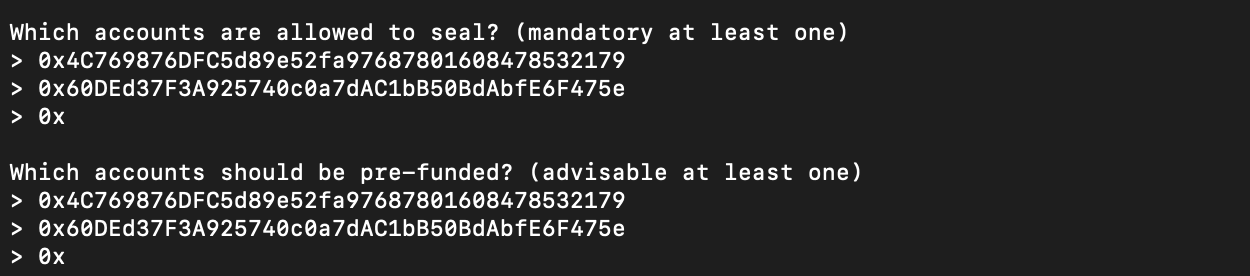 Which accounts are allowed to seal? (mandatory at least one)
> 0x4C769876DFC5d89e52fa97687801608478532179
> 0x60DEd37F3A925740c0a7dAC1bB50BdAbfE6F475e
> 0x
Which accounts should be pre-funded? (advisable at least one)
> 0x4C769876DFC5d89e52fa97687801608478532179
> 0x60DEd37F3A925740c0a7dAC1bB50BdAbfE6F475e
> 0x